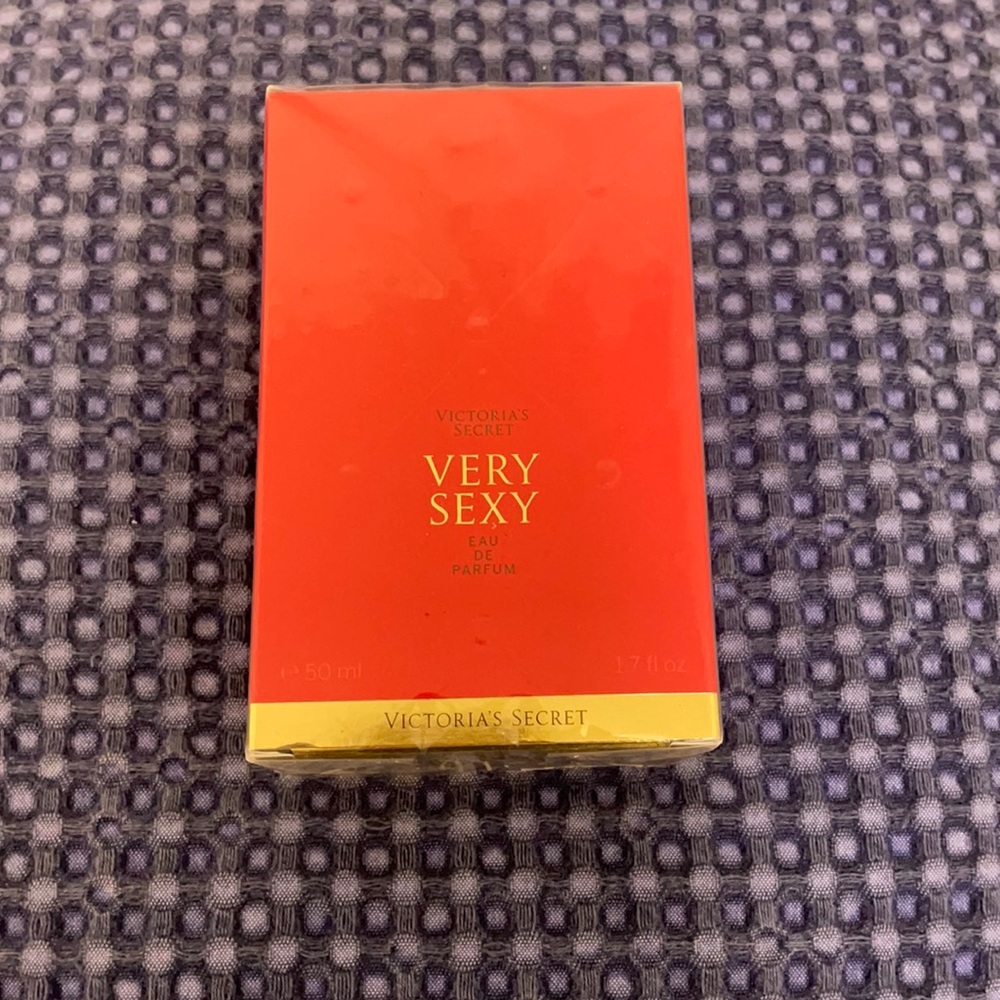 VICTORIA'S
SECRET
VERY
SEXY
EAU
DE
PARFUM
℮ 50 ml 1.7 fl oz
VICTORIA'S SECRET